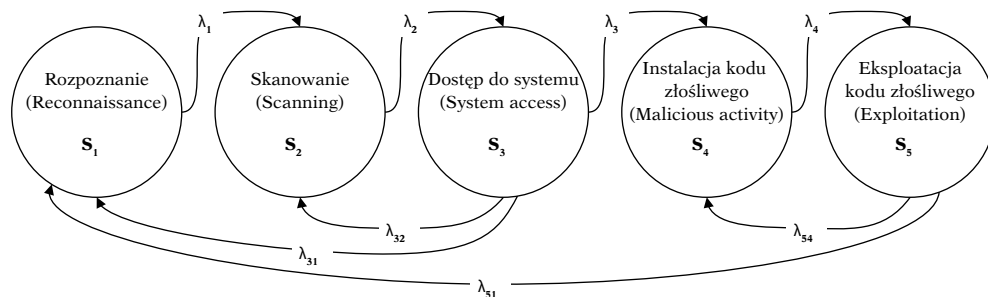 λ₁
λ₂
λ₃
λ₄
Rozpoznanie
(Reconnaissance)
S₁
Skanowanie
(Scanning)
S₂
Dostęp do systemu
(System access)
S₃
Instalacja kodu
złośliwego
(Malicious activity)
S₄
Eksploatacja
kodu złośliwego
(Exploitation)
S₅
λ₃₂
λ₅₄
λ₃₁
λ₅₁